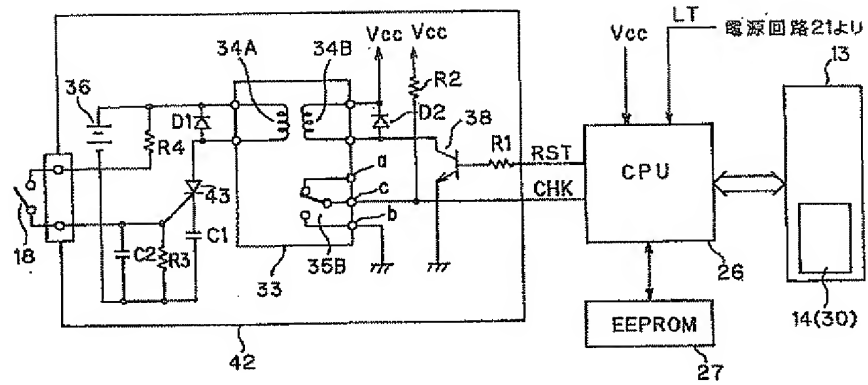 34A
34B
Vcc
Vcc
Vcc
LT
電源回路21より
13
36
R2
D1
D2
38
R4
R1
RST
CPU
a
43
c
CHK
18
b
C1
C2
R3
35B
33
26
14(30)
EEPROM
42
27